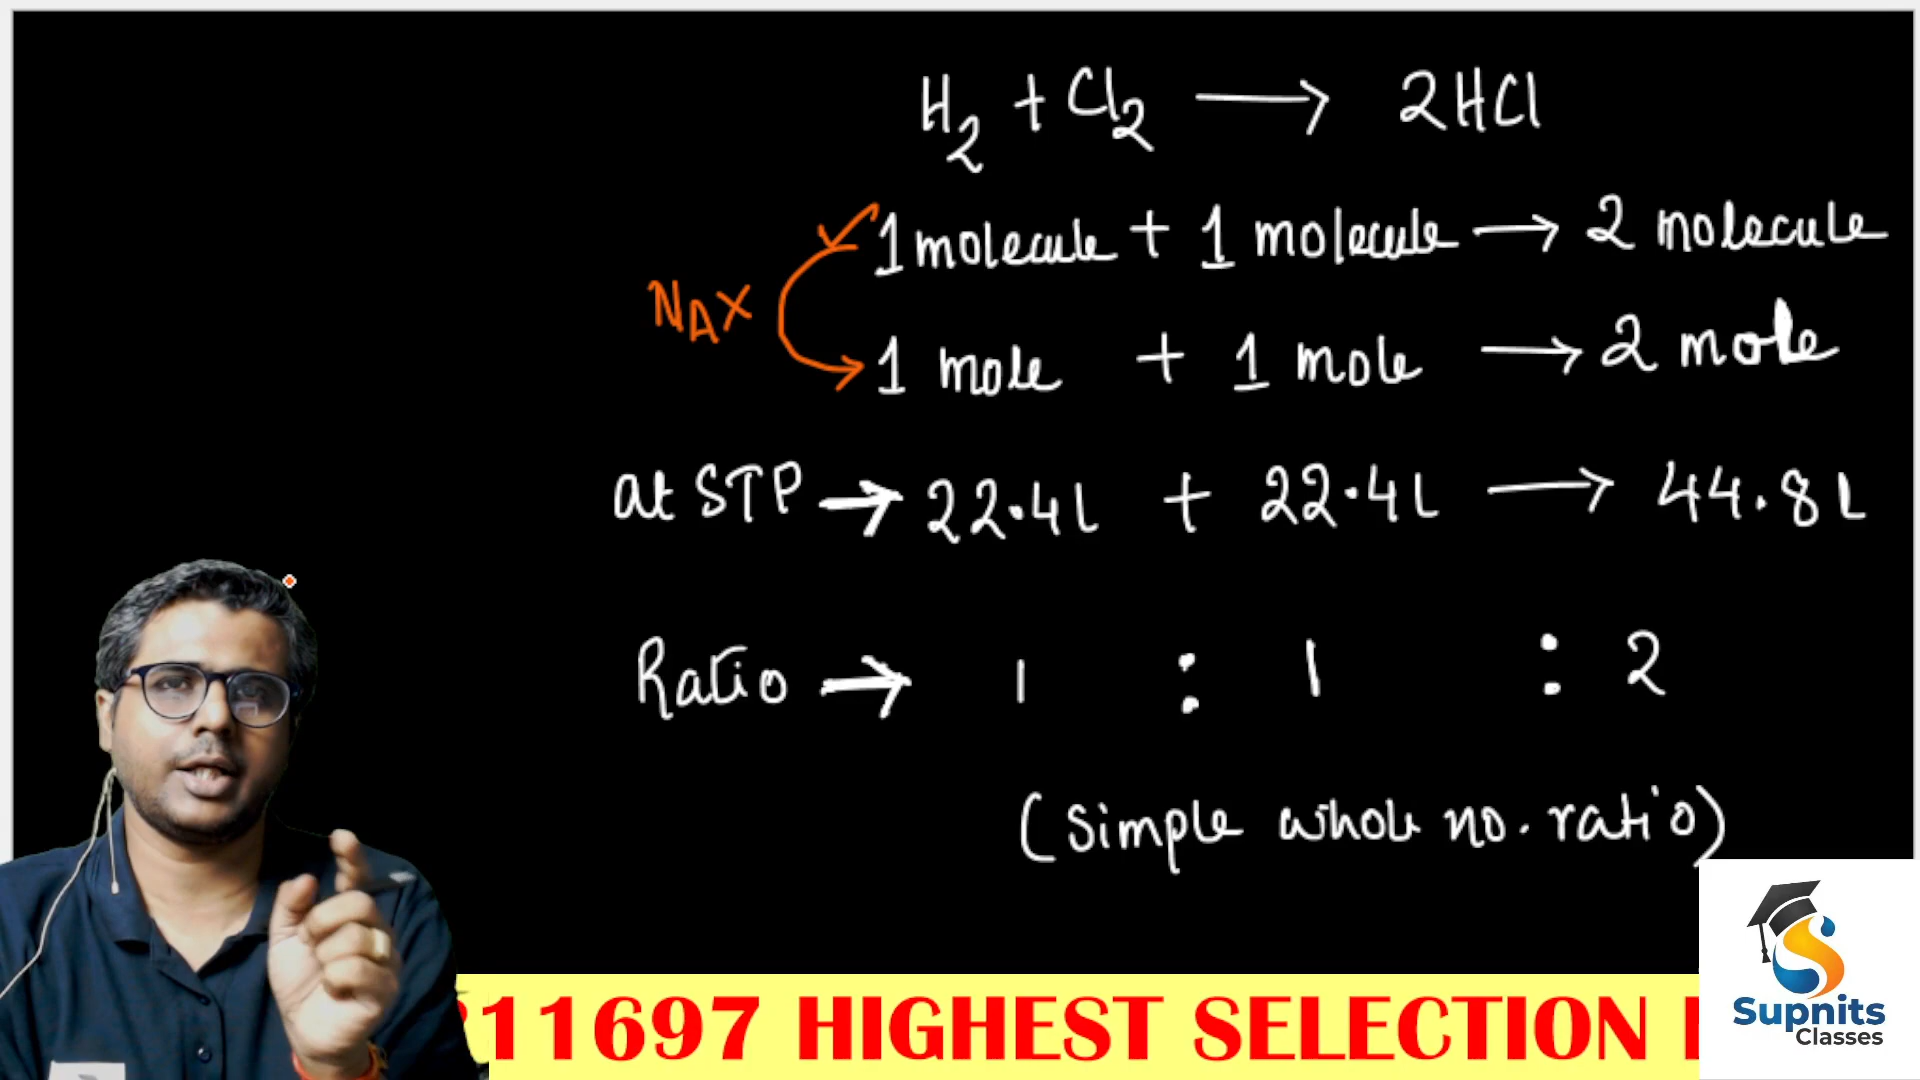 H₂ + Cl₂ → 2HCl
1 molecule + 1 molecule → 2 molecule
NA X
1 mole + 1 mole → 2 mole
at STP → 22.4L + 22.4L → 44.8L
Ratio → 1 : 1 : 2
(Simple whole no. ratio)
11697 HIGHEST SELECTION
Supnits
Classes